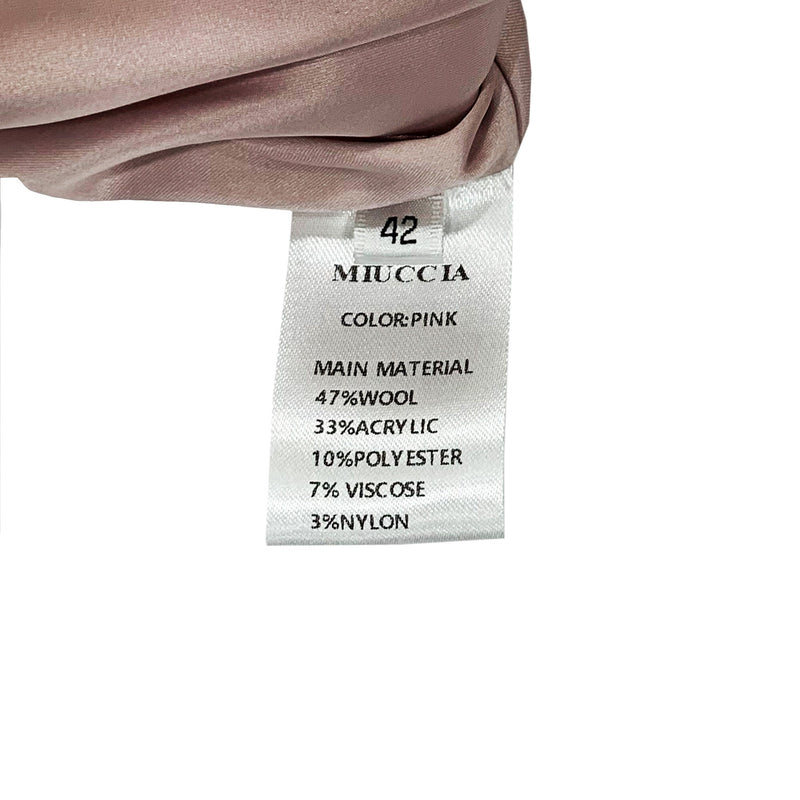 42
MIUCCIA
COLOR:PINK
MAIN MATERIAL
47%WOOL
33%ACRYLIC
10%POLYESTER
7% VISCOSE
3%NYLON